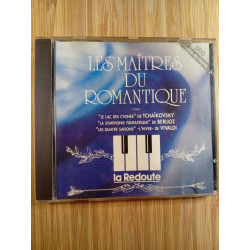 LES MAÎTRES
DU
ROMANTIQUE
"LE LAC DES CYGNES" DE TCHAÏKOVSKY
"LA SYMPHONIE FANTASTIQUE" DE BERLIOZ
"LES QUATRE SAISONS" - "L'HIVER" DE VIVALDI
la Redoute